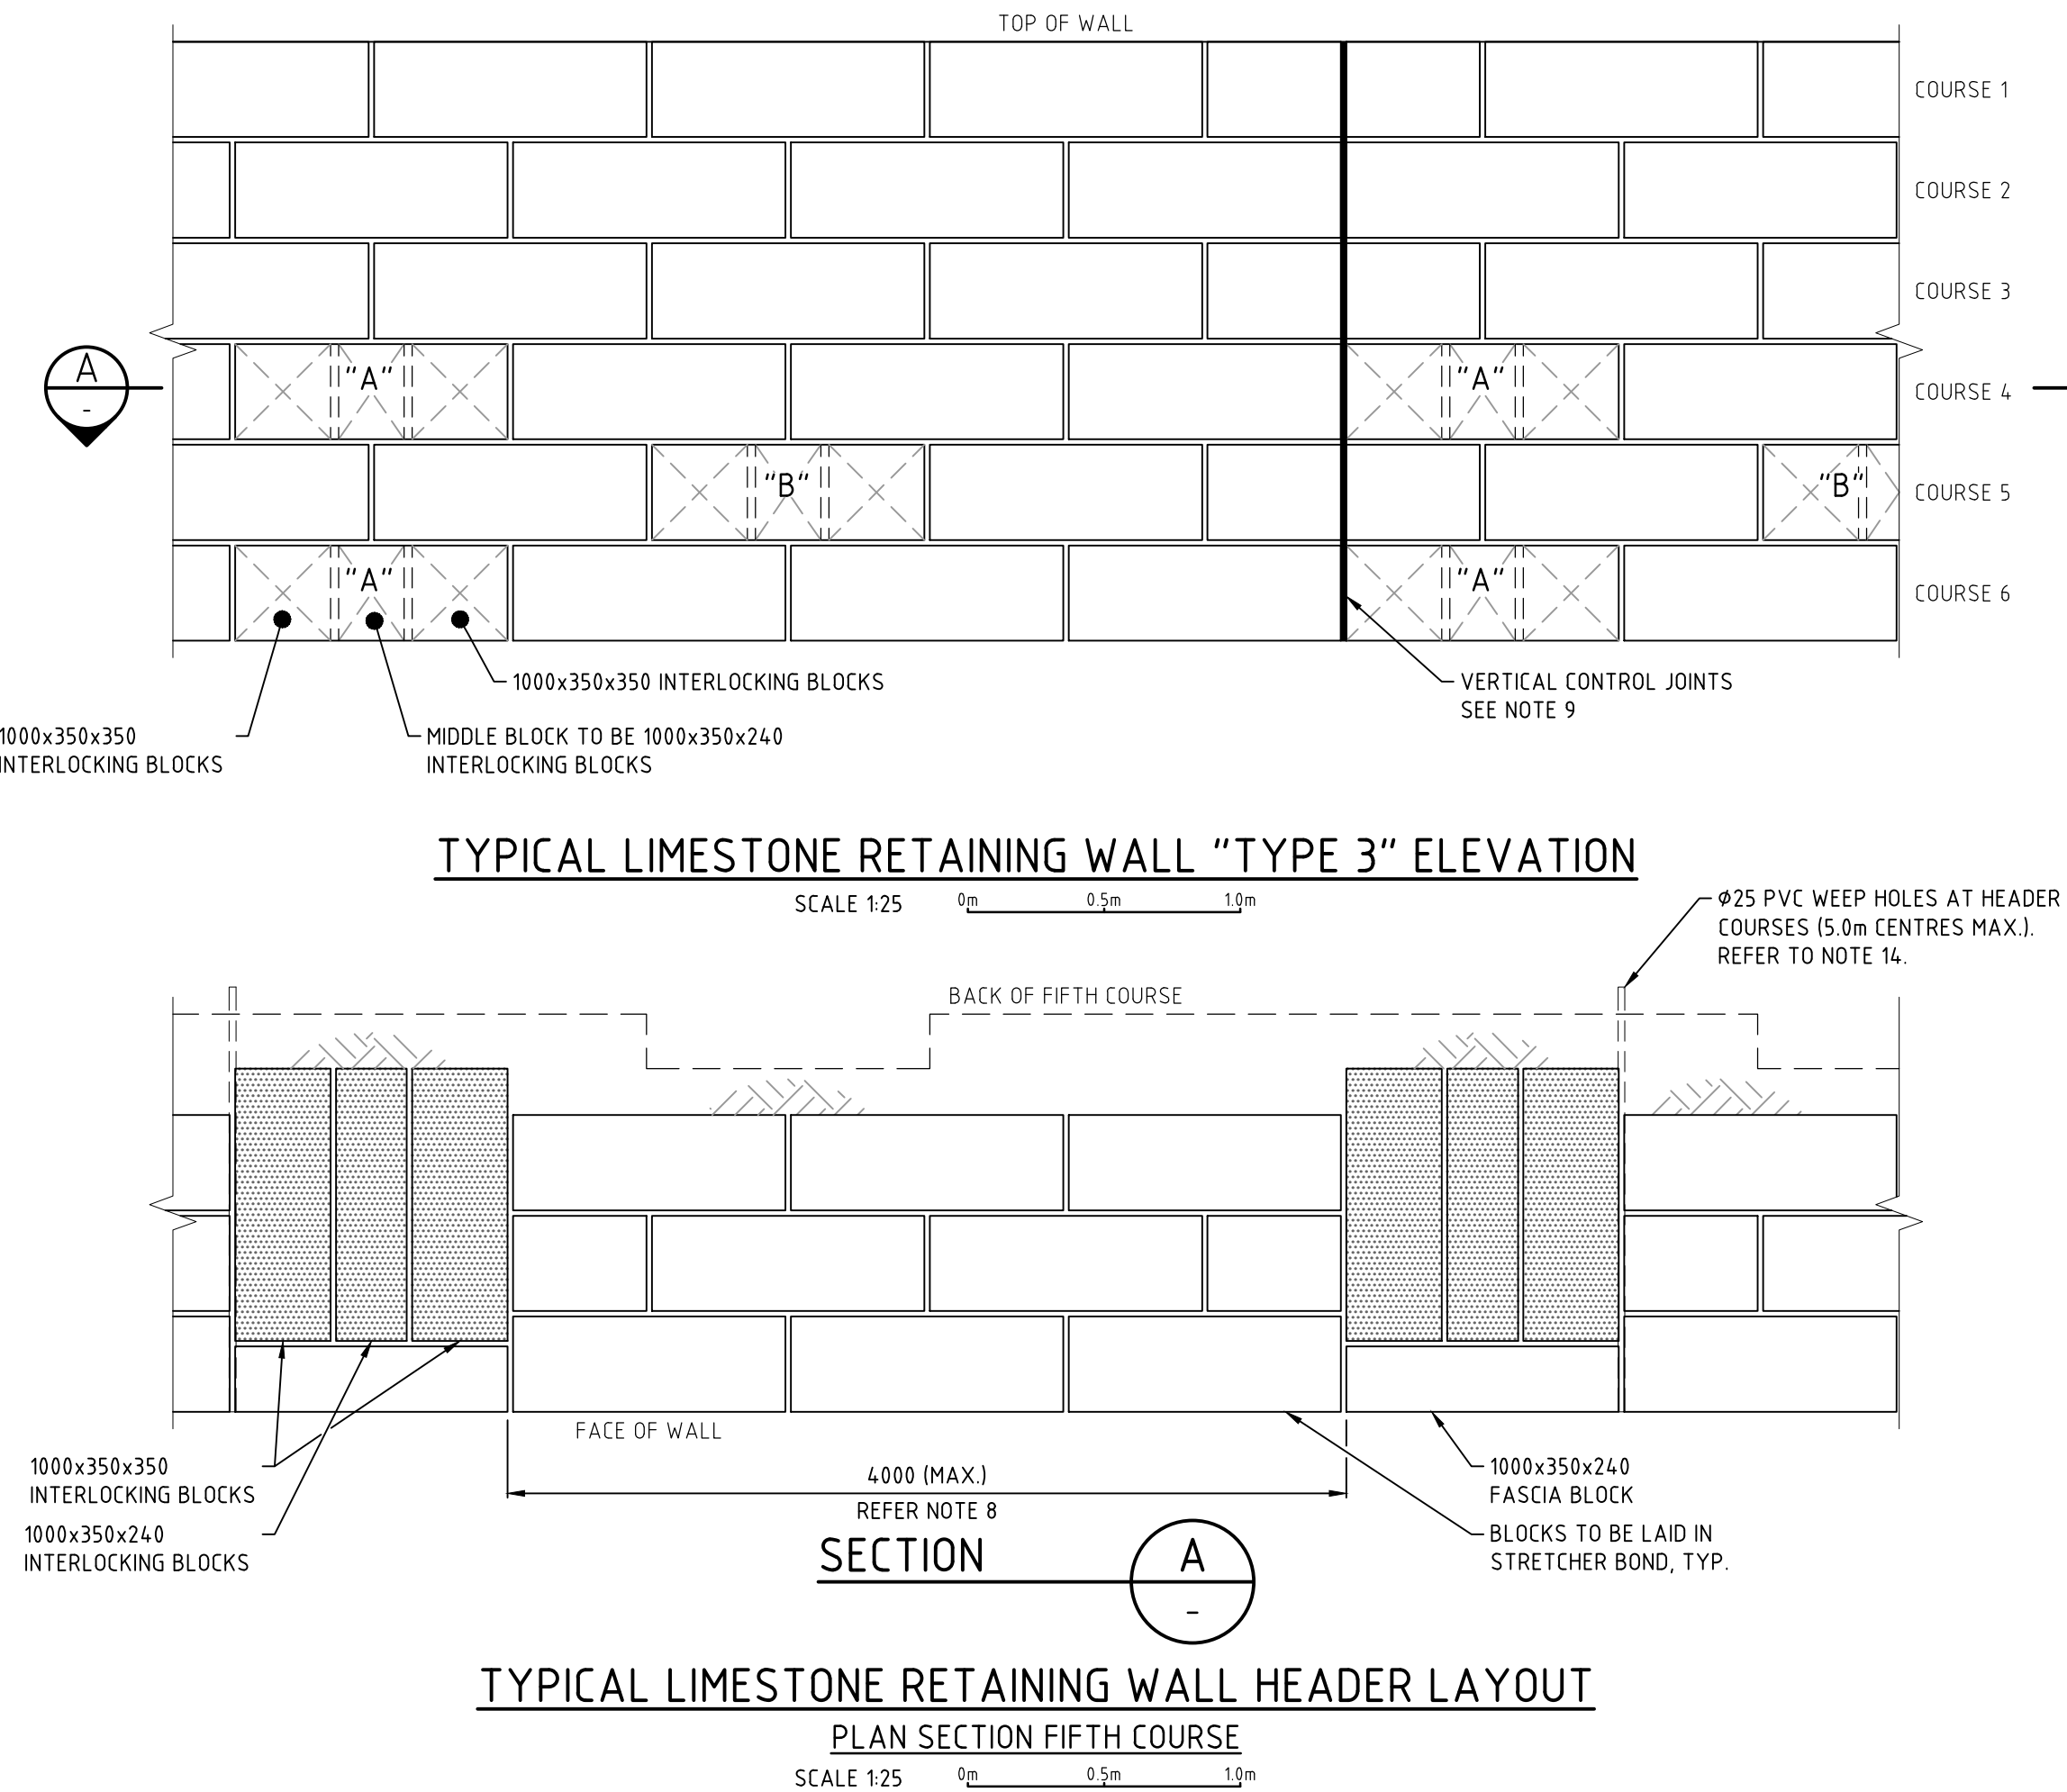 TOP OF WALL
COURSE 1
COURSE 2
COURSE 3
A
-
"A"
"A"
COURSE 4
"B"
"B"
COURSE 5
"A"
"A"
COURSE 6
1000x350x350 INTERLOCKING BLOCKS
VERTICAL CONTROL JOINTS
SEE NOTE 9
1000x350x350
INTERLOCKING BLOCKS
MIDDLE BLOCK TO BE 1000x350x240
INTERLOCKING BLOCKS
TYPICAL LIMESTONE RETAINING WALL "TYPE 3" ELEVATION
SCALE 1:25
0m 0.5m 1.0m
Ø25 PVC WEEP HOLES AT HEADER
COURSES (5.0m CENTRES MAX.).
REFER TO NOTE 14.
BACK OF FIFTH COURSE
FACE OF WALL
1000x350x350
INTERLOCKING BLOCKS
1000x350x240
INTERLOCKING BLOCKS
4000 (MAX.)
REFER NOTE 8
1000x350x240
FASCIA BLOCK
BLOCKS TO BE LAID IN
STRETCHER BOND, TYP.
SECTION
A
-
TYPICAL LIMESTONE RETAINING WALL HEADER LAYOUT
PLAN SECTION FIFTH COURSE
SCALE 1:25
0m 0.5m 1.0m